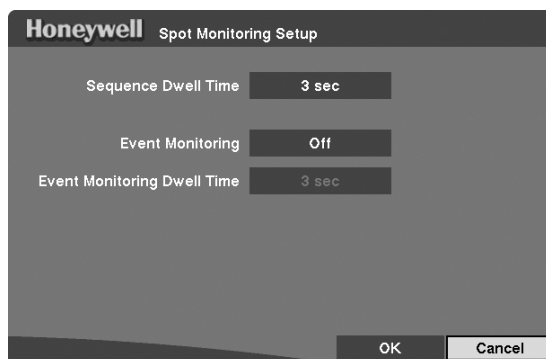 Honeywell Spot Monitoring Setup
Sequence Dwell Time 3 sec
Event Monitoring Off
Event Monitoring Dwell Time 3 sec
OK Cancel